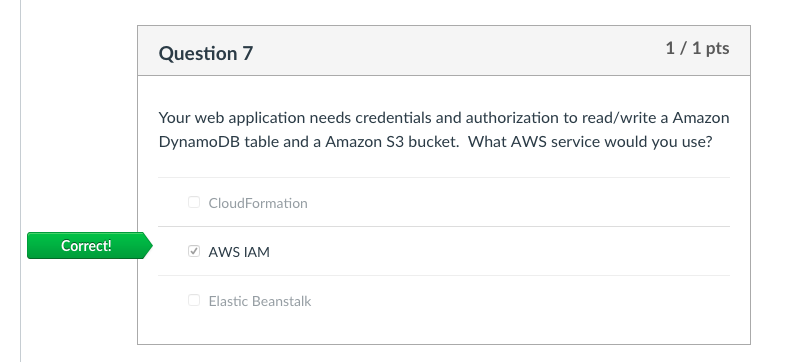 Question 7
1 / 1 pts
Your web application needs credentials and authorization to read/write a Amazon
DynamoDB table and a Amazon S3 bucket.  What AWS service would you use?
CloudFormation
Correct!
AWS IAM
Elastic Beanstalk